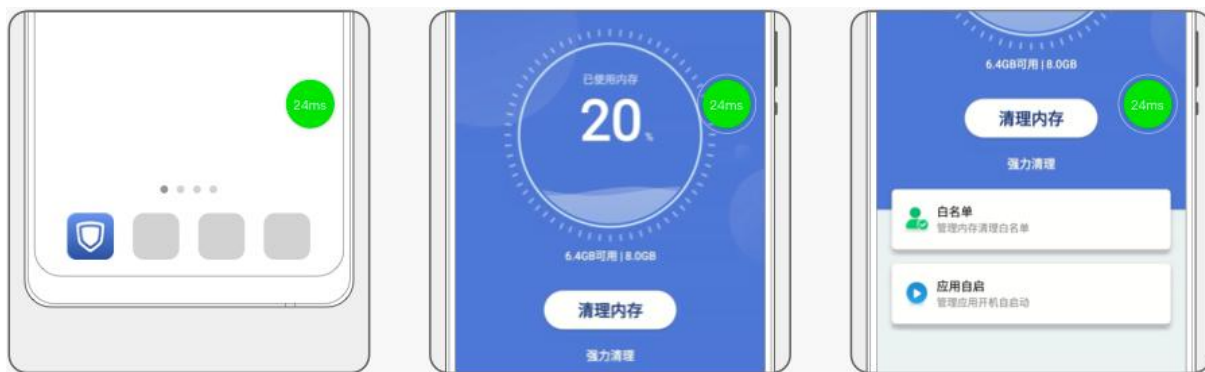 24ms
已使用内存
20%
24ms
6.4GB可用 | 8.0GB
清理内存
强力清理
6.4GB可用 | 8.0GB
24ms
清理内存
强力清理
白名单
管理内存清理白名单
应用自启
管理应用开机自启动